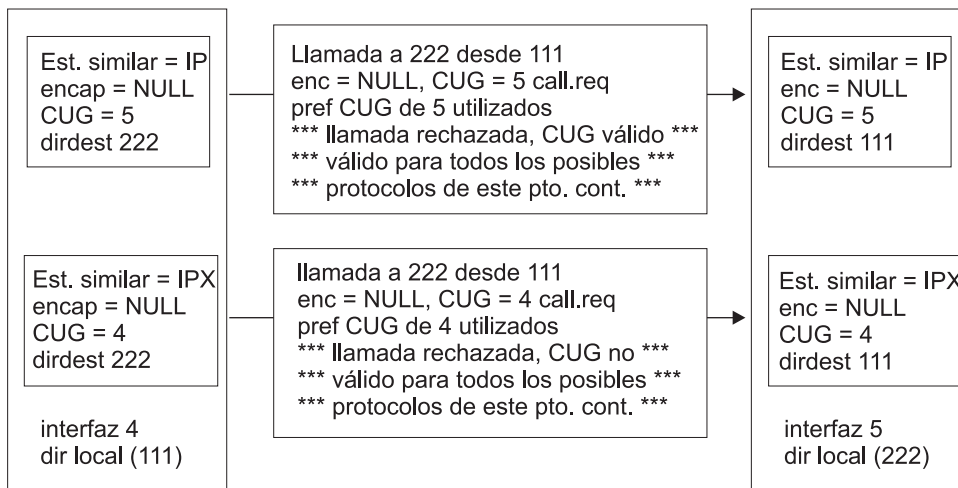 Est. similar = IP
encap = NULL
CUG = 5
dirdest 222
Llamada a 222 desde 111
enc = NULL, CUG = 5 call.req
pref CUG de 5 utilizados
*** llamada rechazada, CUG válido ***
*** válido para todos los posibles ***
*** protocolos de este pto. cont. ***
Est. similar = IP
enc = NULL
CUG = 5
dirdest 111
Est. similar = IPX
encap = NULL
CUG = 4
dirdest 222
llamada a 222 desde 111
enc = NULL, CUG = 4 call.req
pref CUG de 4 utilizados
*** llamada rechazada, CUG no ***
*** válido para todos los posibles ***
*** protocolos de este pto. cont. ***
Est. similar = IPX
enc = NULL
CUG = 4
dirdest 111
interfaz 4
dir local (111)
interfaz 5
dir local (222)